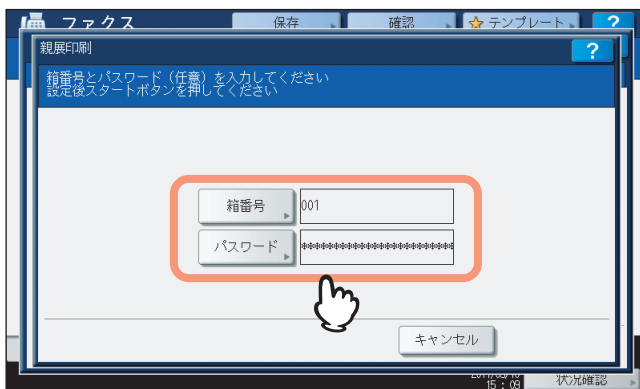 ファクス
保存
確認
テンプレート
?
親展印刷
?
箱番号とパスワード(任意)を入力してください
設定後スタートボタンを押してください
箱番号
001
パスワード
****************************
キャンセル
15:09
状況確認